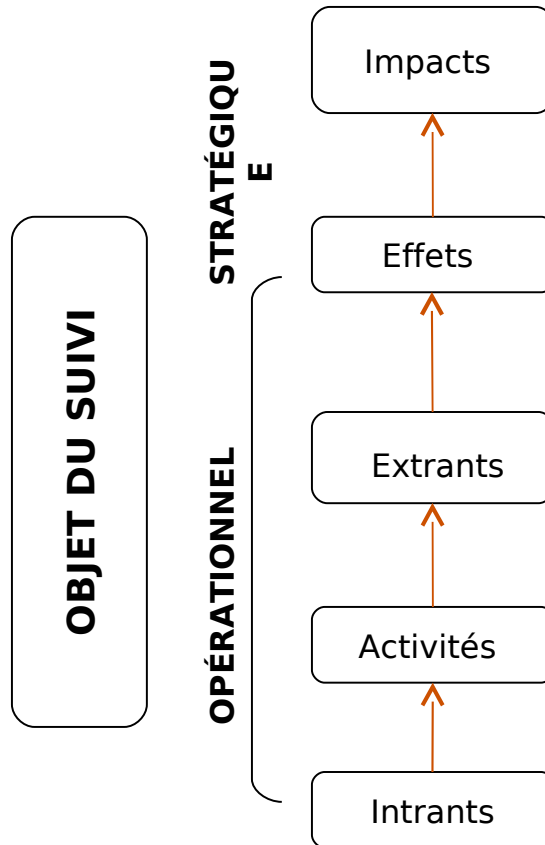 OBJET DU SUIVI
STRATÉGIQU
E
OPÉRATIONNEL
Impacts
Effets
Extrants
Activités
Intrants